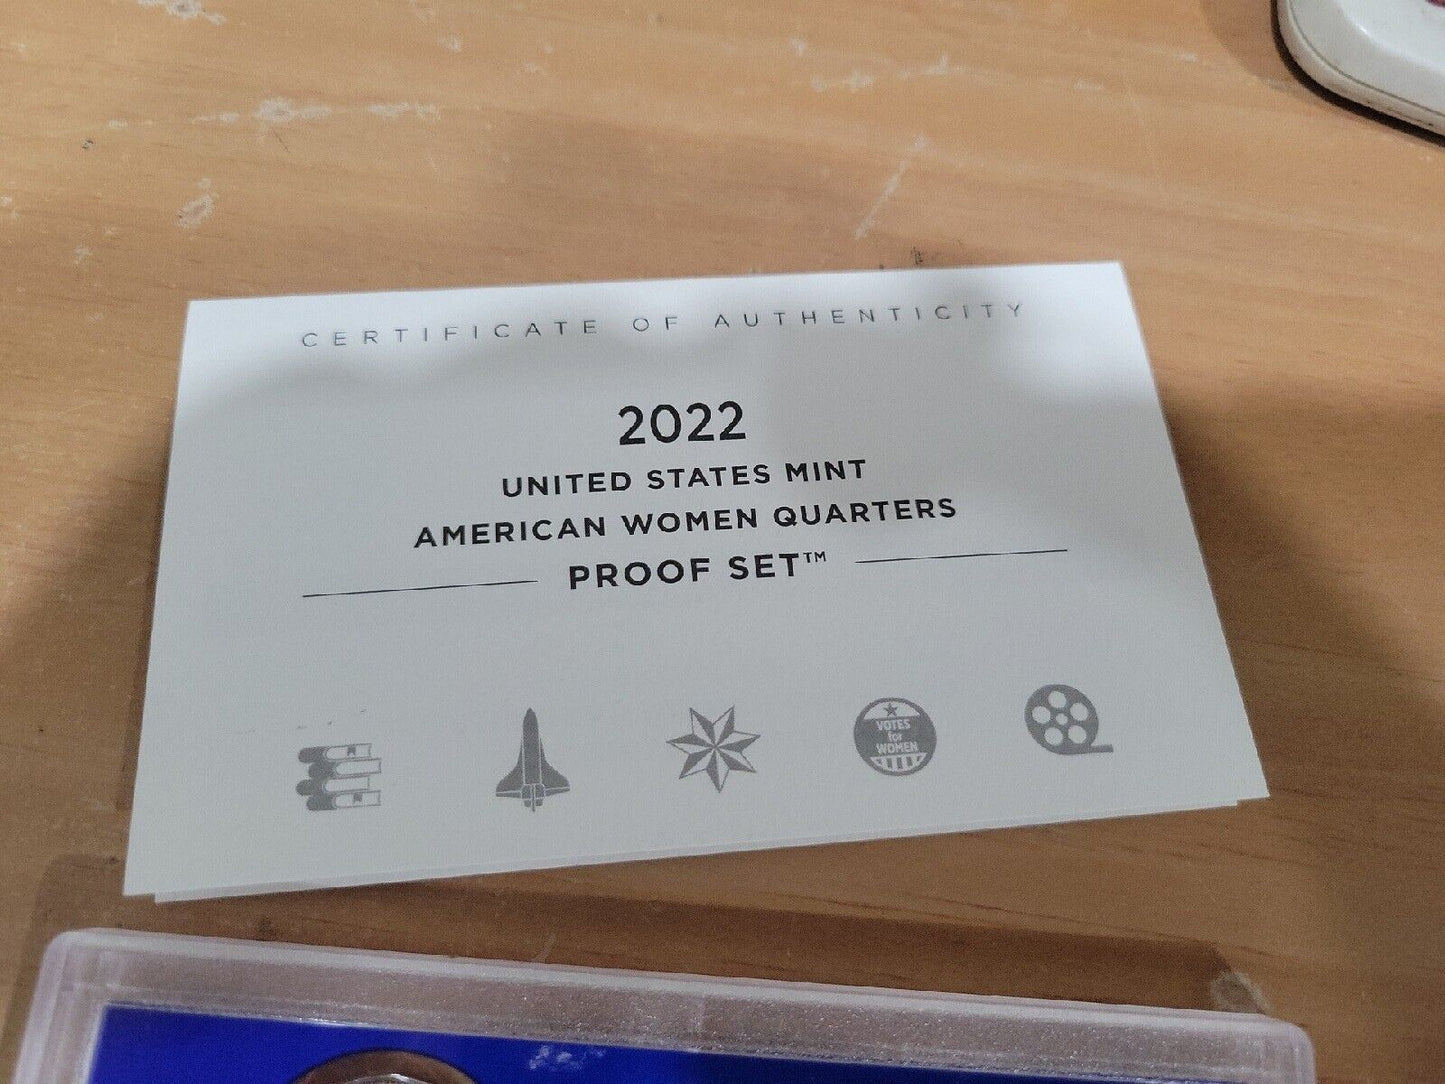 CERTIFICATE OF AUTHENTICITY
2022
UNITED STATES MINT
AMERICAN WOMEN QUARTERS
PROOF SET™
VOTES
for
WOMEN